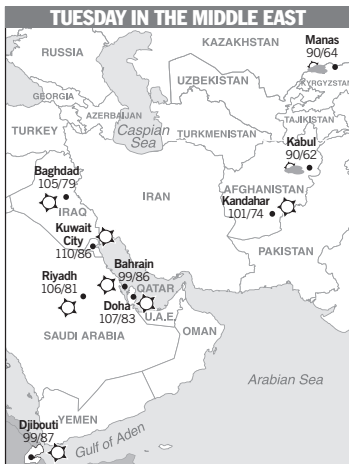 TUESDAY IN THE MIDDLE EAST
KAZAKHSTAN
Manas
90/64
RUSSIA
UZBEKISTAN
KYRGYZSTAN
GEORGIA
AZERBAIJAN
TAJIKISTAN
TURKEY
Caspian
Sea
TURKMENISTAN
Kabul
90/62
Baghdad
105/79
IRAN
AFGHANISTAN
Kandahar
101/74
IRAQ
Kuwait
City
110/86
PAKISTAN
Bahrain
99/86
Riyadh
106/81
QATAR
Doha
107/83
U.A.E.
OMAN
SAUDI ARABIA
Arabian Sea
YEMEN
Djibouti
99/87
Gulf of Aden